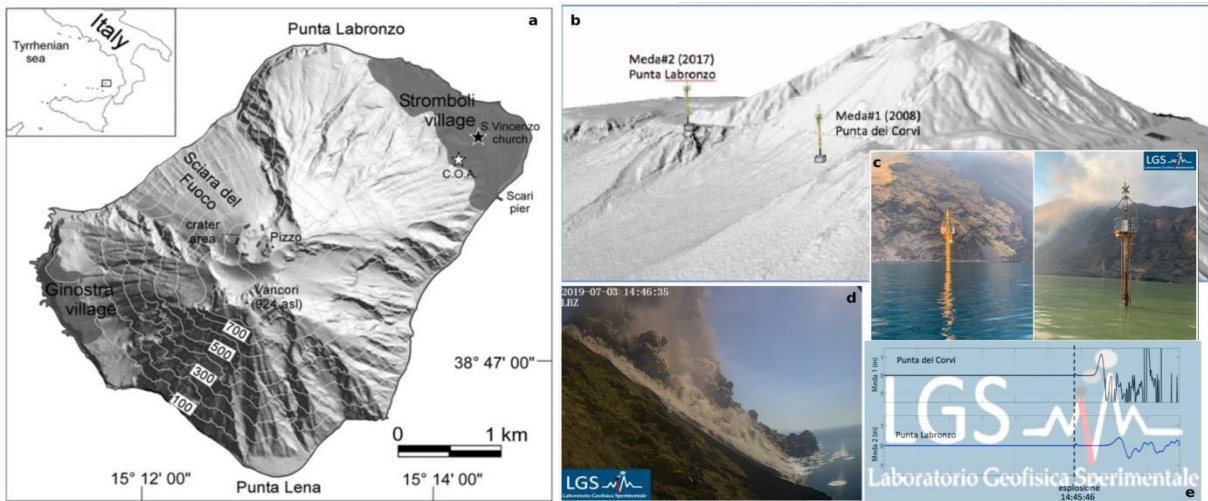 a
Italy
Tyrrhenian
sea
Punta Labronzo
Stromboli
village
S.Vincenzo
church
C.O.A.
Scari
pier
Sciara del
Fuoco
crater
area
Pizzo
Vancori
(924 asl)
Ginostra
village
700
500
300
100
38° 47' 00"
0 1 km
15° 12' 00"
15° 14' 00"
Punta Lena
b
Meda#2 (2017)
Punta Labronzo
Meda#1 (2008)
Punta dei Corvi
c
LGS
2019-07-03 14:46:35
LBZ
d
LGS
Laboratorio Geofisica Sperimentale
Punta dei Corvi
Meda 1 (m)
LGS
Punta Labronzo
Meda 2 (m)
Laboratorio Geofisica Sperimentale
esplosione
14:45:46
e